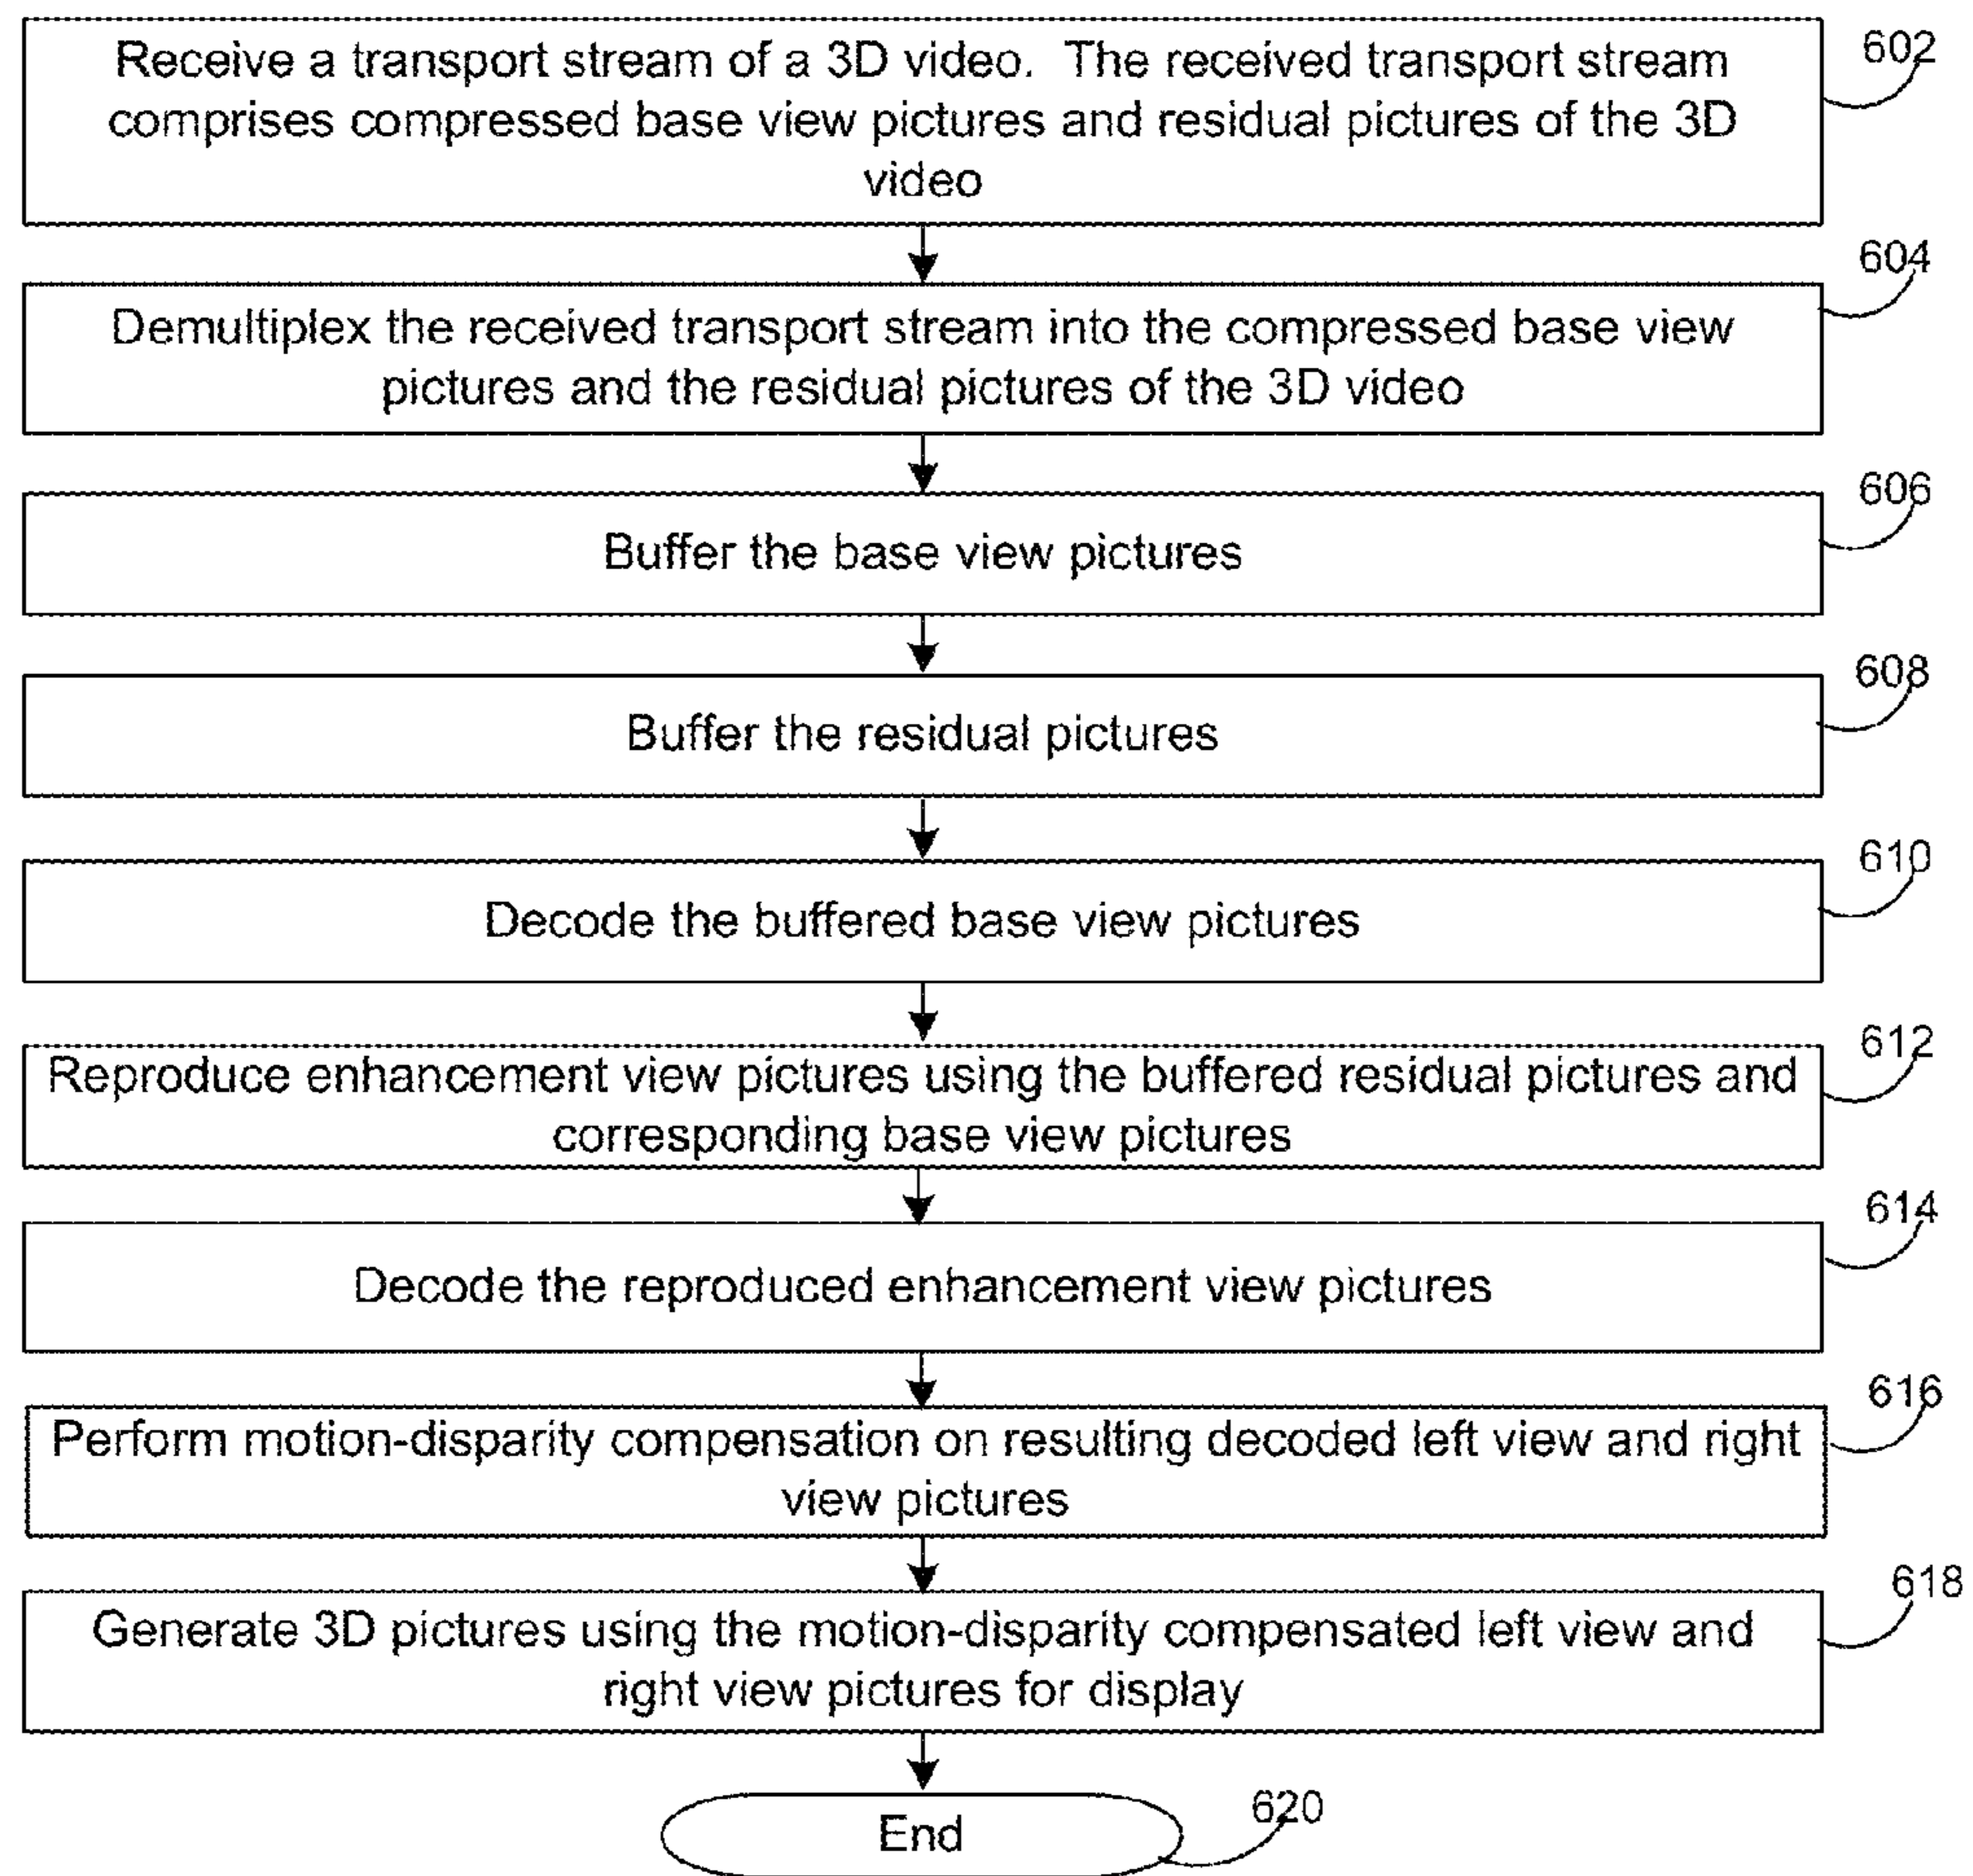 Receive a transport stream of a 3D video. The received transport stream
comprises compressed base view pictures and residual pictures of the 3D
video
602
Demultiplex the received transport stream into the compressed base view
pictures and the residual pictures of the 3D video
604
Buffer the base view pictures
606
Buffer the residual pictures
608
Decode the buffered base view pictures
610
Reproduce enhancement view pictures using the buffered residual pictures and
corresponding base view pictures
612
Decode the reproduced enhancement view pictures
614
Perform motion-disparity compensation on resulting decoded left view and right
view pictures
616
Generate 3D pictures using the motion-disparity compensated left view and
right view pictures for display
618
End
620